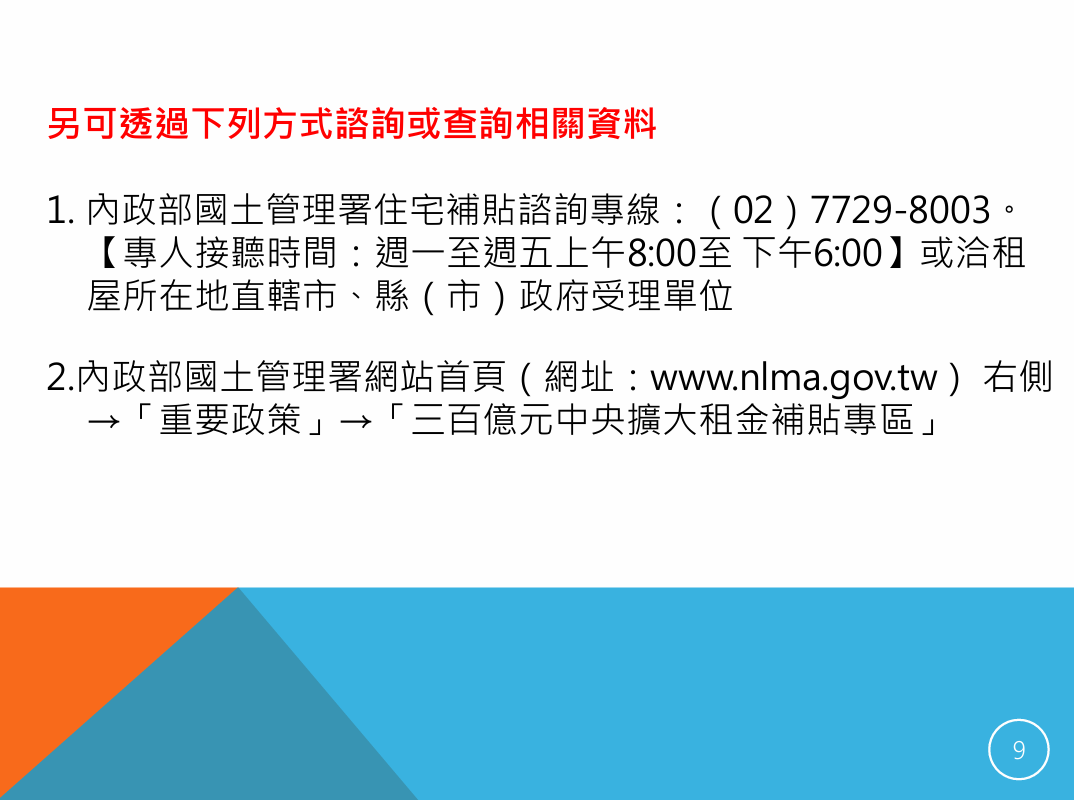 另可透過下列方式諮詢或查詢相關資料
1. 內政部國土管理署住宅補貼諮詢專線：（02）7729-8003。
【專人接聽時間：週一至週五上午8:00至 下午6:00】或洽租
屋所在地直轄市、縣（市）政府受理單位
2.內政部國土管理署網站首頁（網址：www.nlma.gov.tw） 右側
→「重要政策」→「三百億元中央擴大租金補貼專區」
9